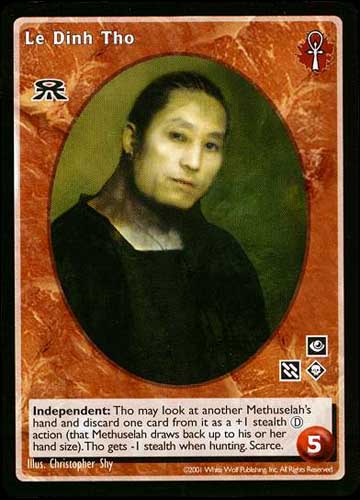 Le Dinh Tho
Independent: Tho may look at another Methuselah's
hand and discard one card from it as a +1 stealth Ⓓ
action (that Methuselah draws back up to his or her
hand size). Tho gets -1 stealth when hunting. Scarce.
5
Illus. Christopher Shy
©2001 White Wolf Publishing, Inc. All Rights Reserved.